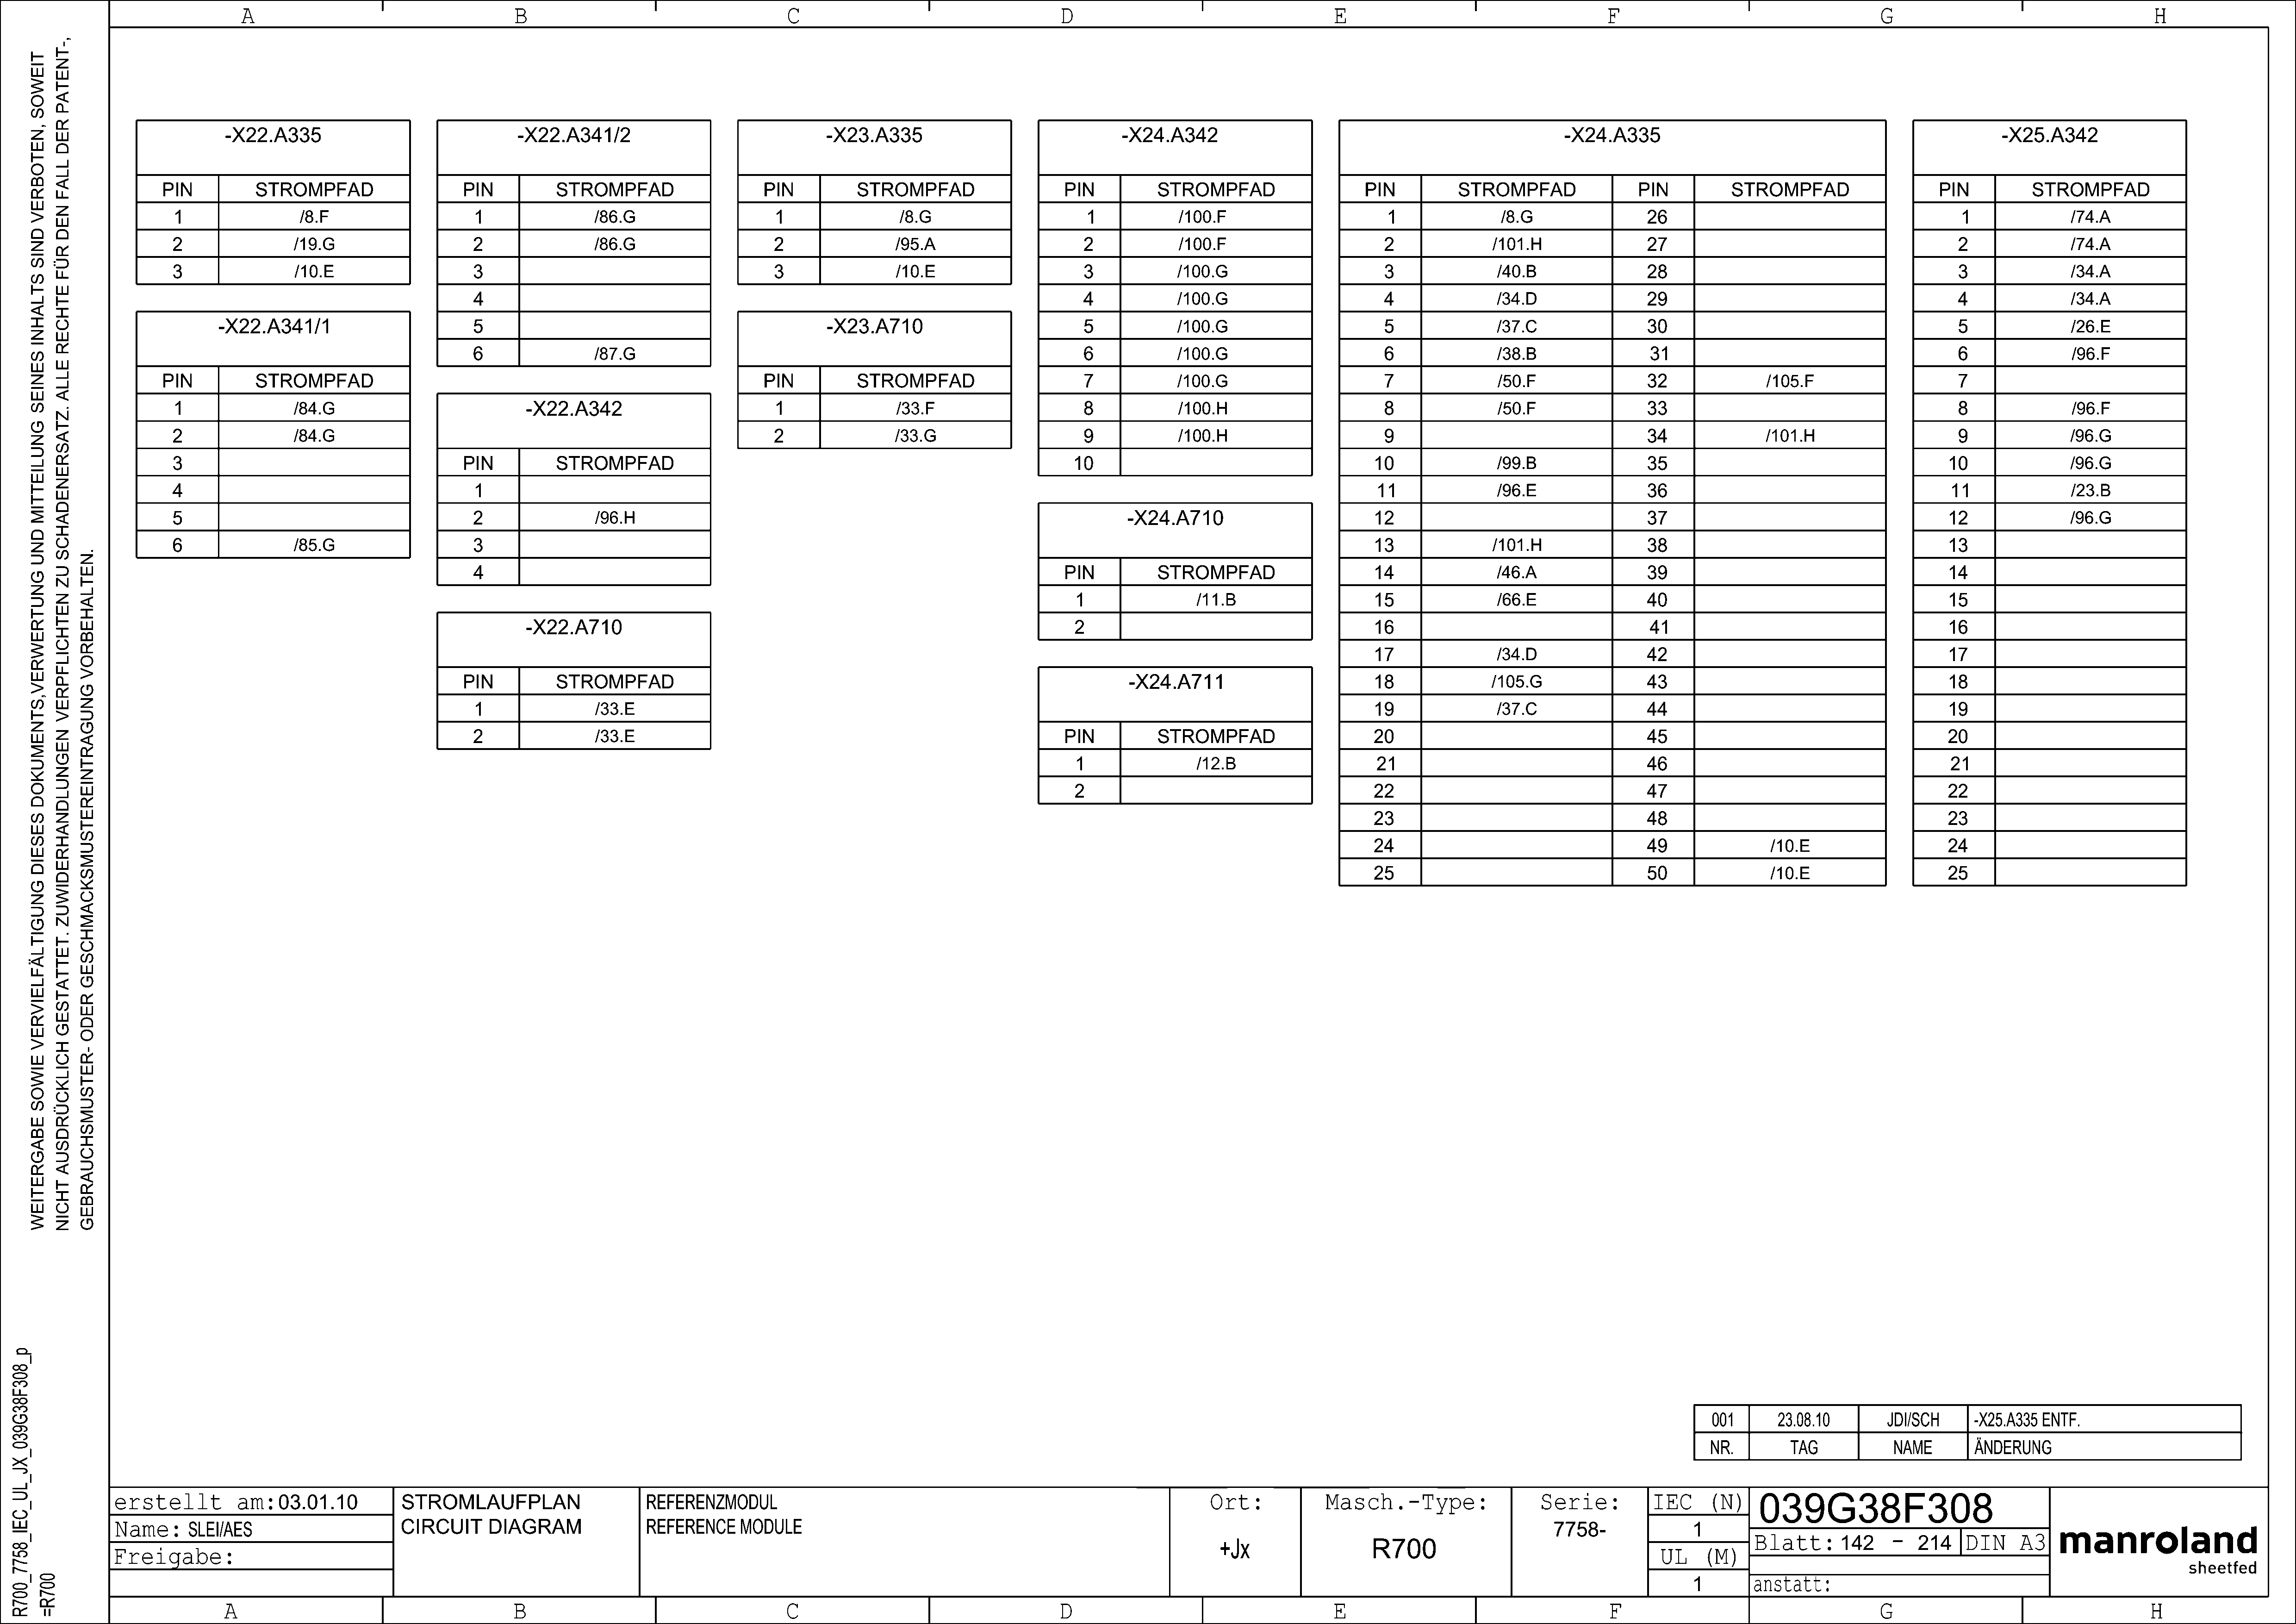 A B C D E F G H
WEITERGABE SOWIE VERVIELFÄLTIGUNG DIESES DOKUMENTS,VERWERTUNG UND MITTEILUNG SEINES INHALTS SIND VERBOTEN, SOWEIT
NICHT AUSDRÜCKLICH GESTATTET. ZUWIDERHANDLUNGEN VERPFLICHTEN ZU SCHADENERSATZ. ALLE RECHTE FÜR DEN FALL DER PATENT-,
GEBRAUCHSMUSTER- ODER GESCHMACKSMUSTEREINTRAGUNG VORBEHALTEN.
R700_7758_IEC_UL_JX_039G38F308_p
=R700
-X22.A335
PIN STROMPFAD
1 /8.F
2 /19.G
3 /10.E
-X22.A341/1
PIN STROMPFAD
1 /84.G
2 /84.G
3
4
5
6 /85.G
-X22.A341/2
PIN STROMPFAD
1 /86.G
2 /86.G
3
4
5
6 /87.G
-X22.A342
PIN STROMPFAD
1
2 /96.H
3
4
-X22.A710
PIN STROMPFAD
1 /33.E
2 /33.E
-X23.A335
PIN STROMPFAD
1 /8.G
2 /95.A
3 /10.E
-X23.A710
PIN STROMPFAD
1 /33.F
2 /33.G
-X24.A342
PIN STROMPFAD
1 /100.F
2 /100.F
3 /100.G
4 /100.G
5 /100.G
6 /100.G
7 /100.G
8 /100.H
9 /100.H
10
-X24.A710
PIN STROMPFAD
1 /11.B
2
-X24.A711
PIN STROMPFAD
1 /12.B
2
-X24.A335
PIN STROMPFAD PIN STROMPFAD
1 /8.G 26
2 /101.H 27
3 /40.B 28
4 /34.D 29
5 /37.C 30
6 /38.B 31
7 /50.F 32 /105.F
8 /50.F 33
9 34 /101.H
10 /99.B 35
11 /96.E 36
12 37
13 /101.H 38
14 /46.A 39
15 /66.E 40
16 41
17 /34.D 42
18 /105.G 43
19 /37.C 44
20 45
21 46
22 47
23 48
24 49 /10.E
25 50 /10.E
-X25.A342
PIN STROMPFAD
1 /74.A
2 /74.A
3 /34.A
4 /34.A
5 /26.E
6 /96.F
7
8 /96.F
9 /96.G
10 /96.G
11 /23.B
12 /96.G
13
14
15
16
17
18
19
20
21
22
23
24
25
001 23.08.10 JDI/SCH -X25.A335 ENTF.
NR. TAG NAME ÄNDERUNG
erstellt am: 03.01.10
Name: SLEI/AES
Freigabe:
STROMLAUFPLAN
CIRCUIT DIAGRAM
REFERENZMODUL
REFERENCE MODULE
Ort:
+Jx
Masch.-Type:
R700
Serie:
7758-
IEC (N)
1
UL (M)
1
039G38F308
Blatt: 142 - 214 DIN A3
anstatt:
manroland
sheetfed
A B C D E F G H